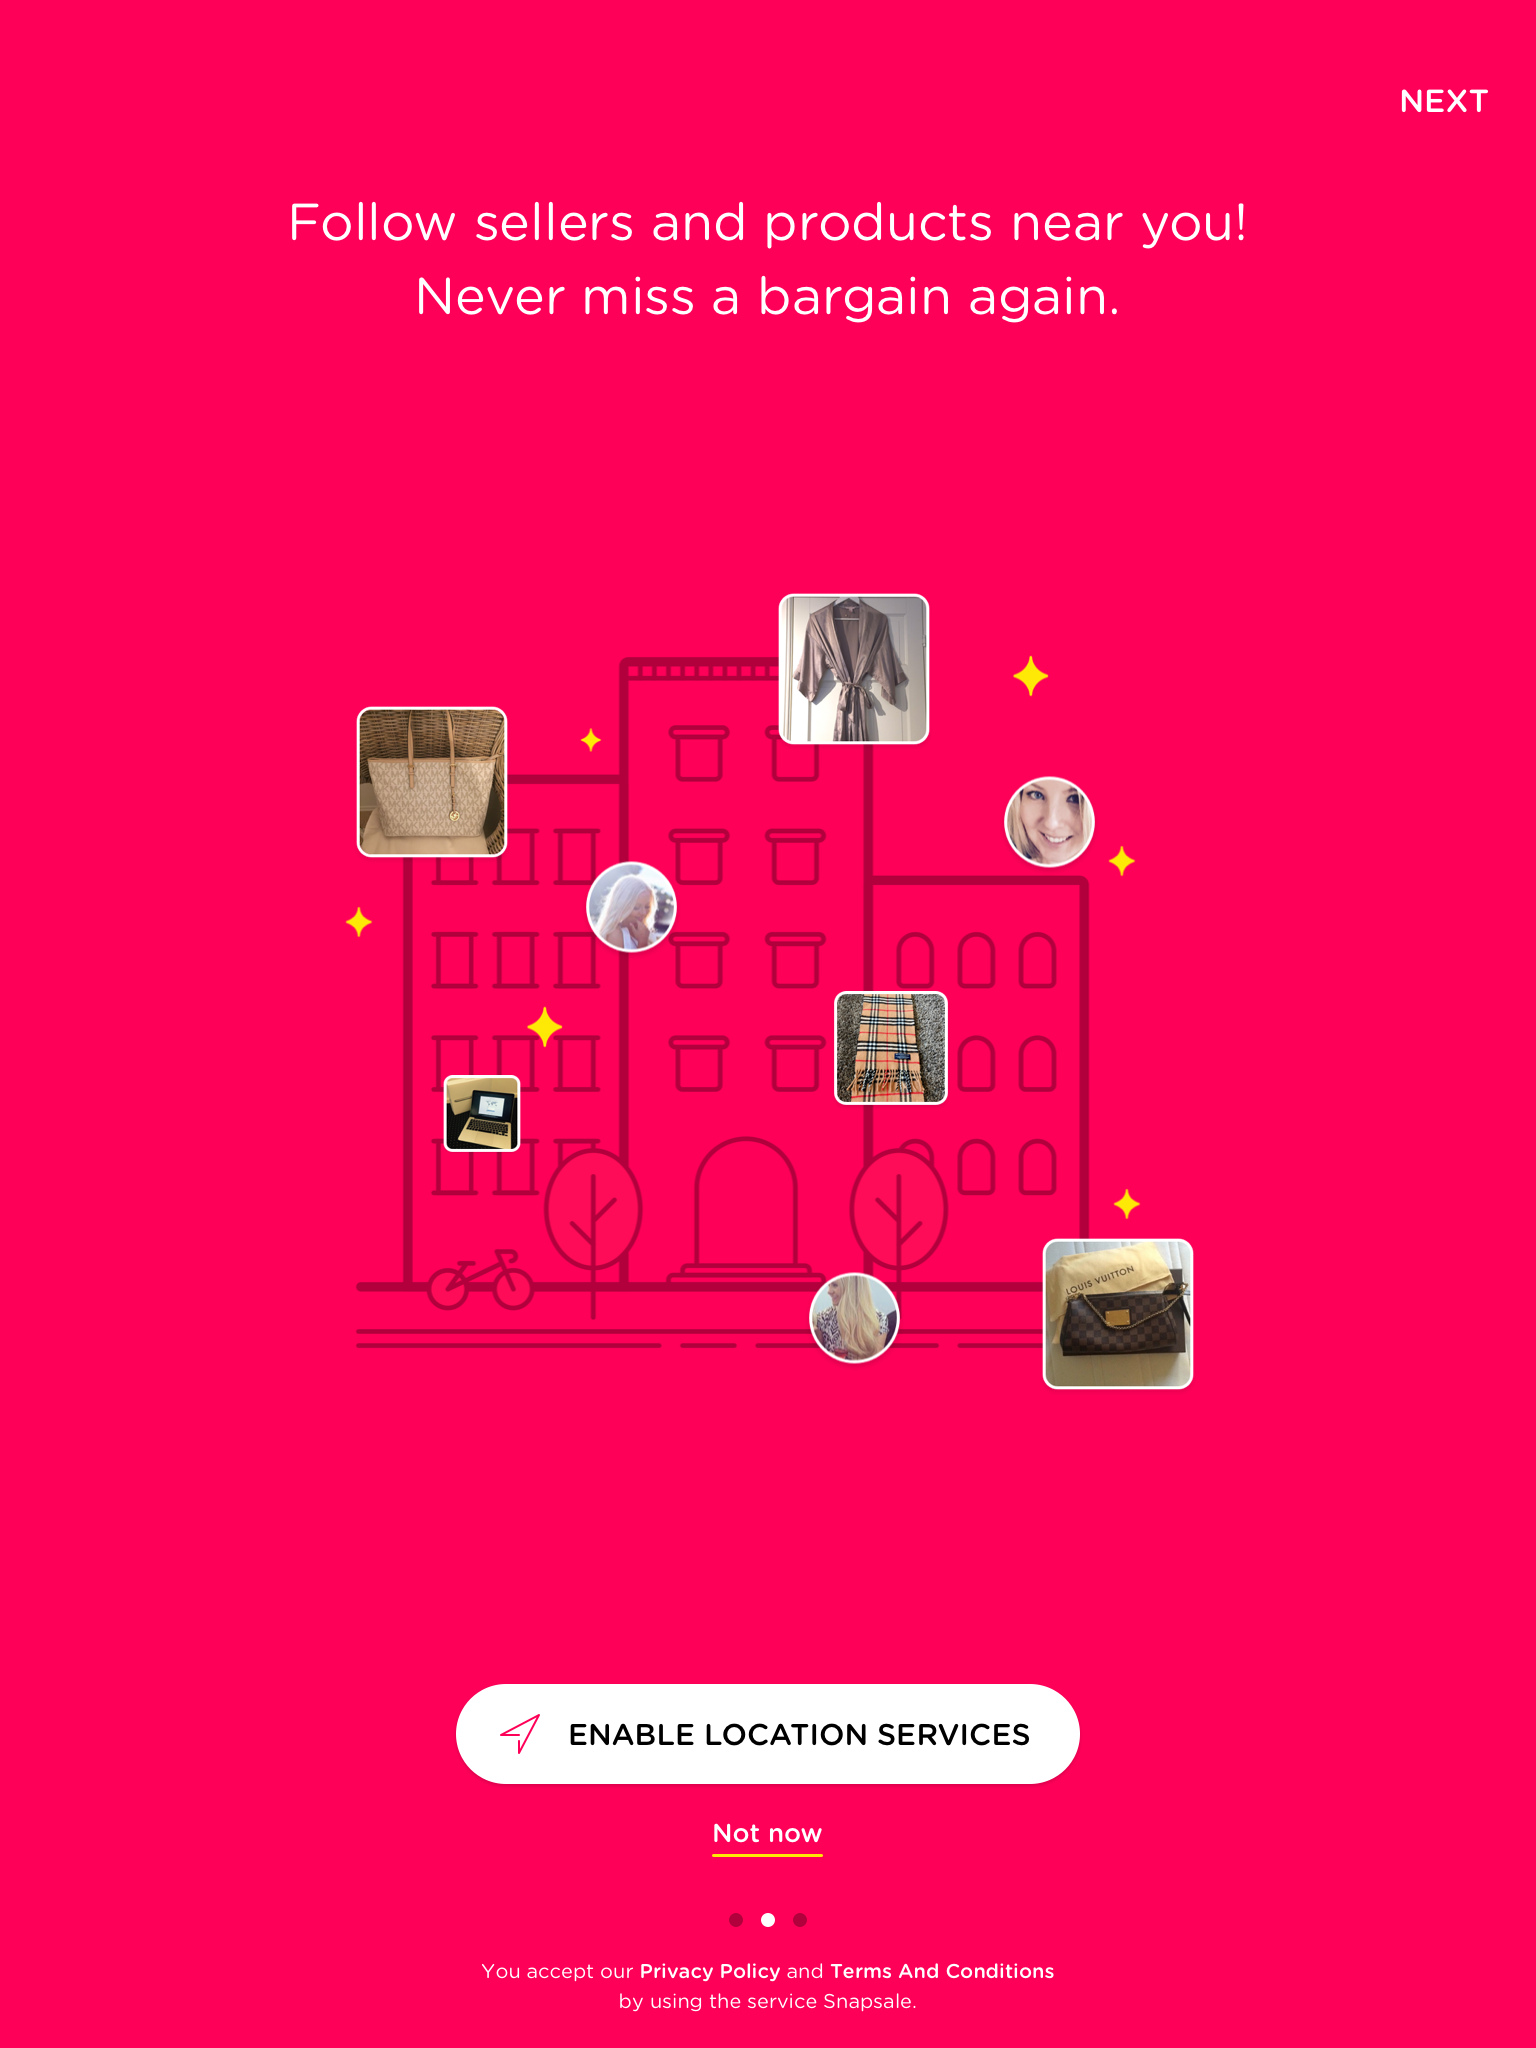 NEXT
Follow sellers and products near you!
Never miss a bargain again.
LOUIS VUITTON
ENABLE LOCATION SERVICES
Not now
You accept our Privacy Policy and Terms And Conditions
by using the service Snapsale.